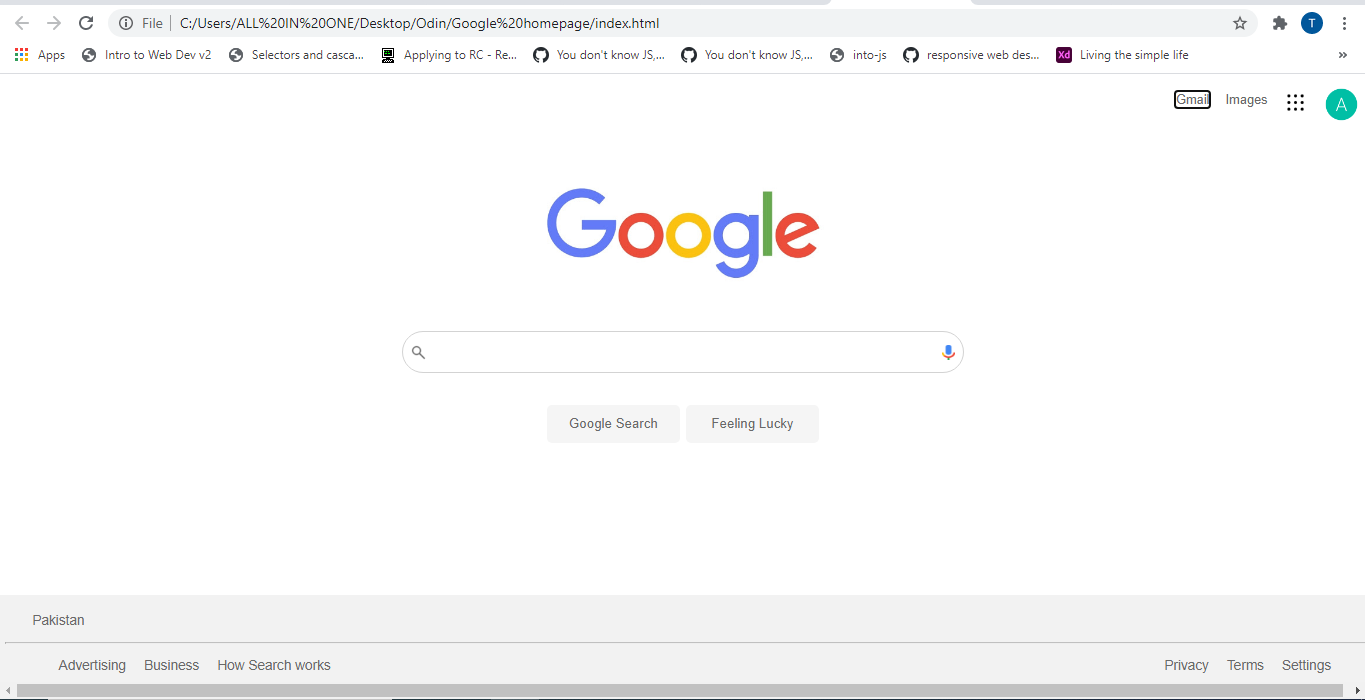 File | C:/Users/ALL%20IN%20ONE/Desktop/Odin/Google%20homepage/index.html T
Apps Intro to Web Dev v2 Selectors and casca... Applying to RC - Re... You don't know JS,... You don't know JS,... into-js responsive web des... Xd Living the simple life »
Gmail Images A
Google
Google Search Feeling Lucky
Pakistan
Advertising Business How Search works Privacy Terms Settings